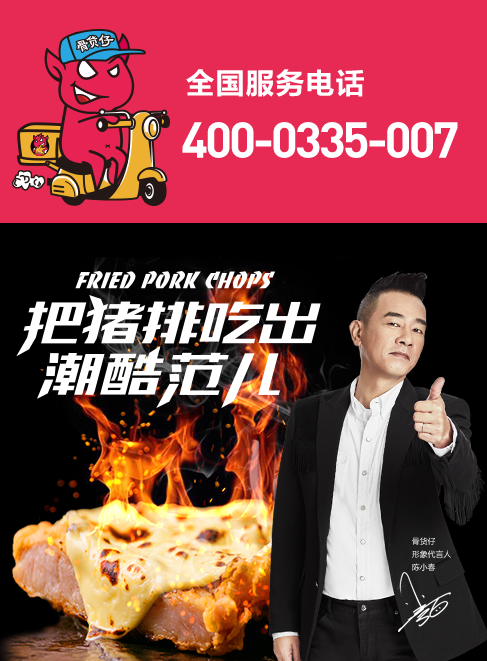 骨货仔
全国服务电话
400-0335-007
FRIED PORK CHOPS
把猪排吃出
潮酷范儿
骨货仔
形象代言人
陈小春